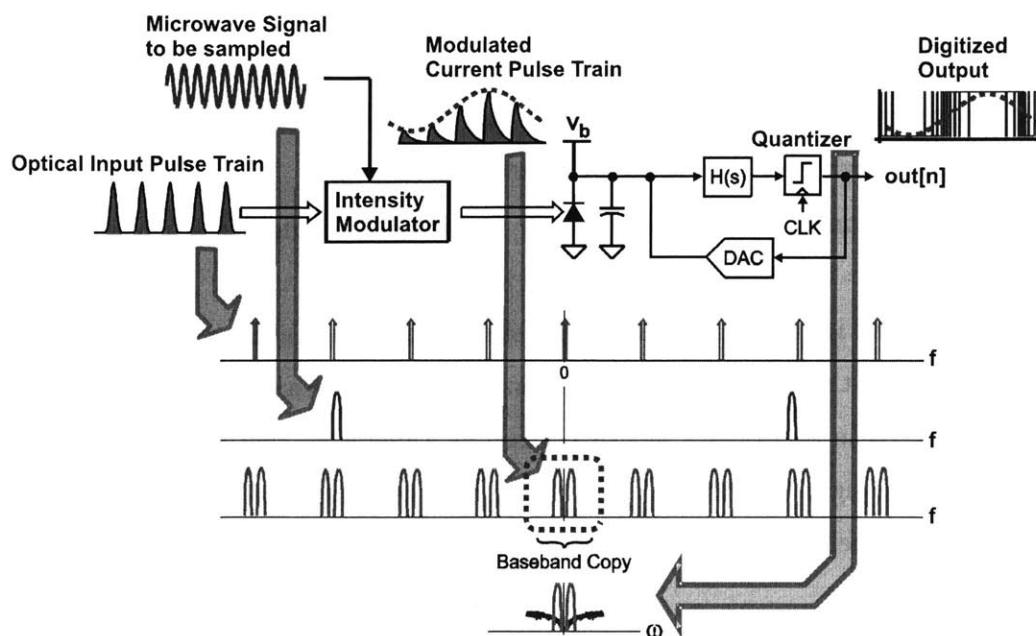 Microwave Signal
to be sampled
Modulated
Current Pulse Train
Digitized
Output
Optical Input Pulse Train
Intensity
Modulator
V_b
H(s)
Quantizer
CLK
out[n]
DAC
f
0
f
f
Baseband Copy
ω